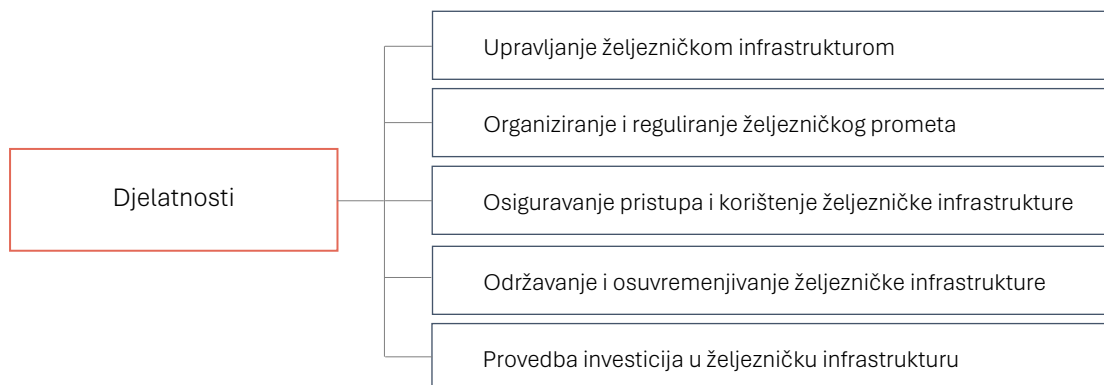 Djelatnosti
Upravljanje željezničkom infrastrukturom
Organiziranje i reguliranje željezničkog prometa
Osiguravanje pristupa i korištenje željezničke infrastrukture
Održavanje i osuvremenjivanje željezničke infrastrukture
Provedba investicija u željezničku infrastrukturu